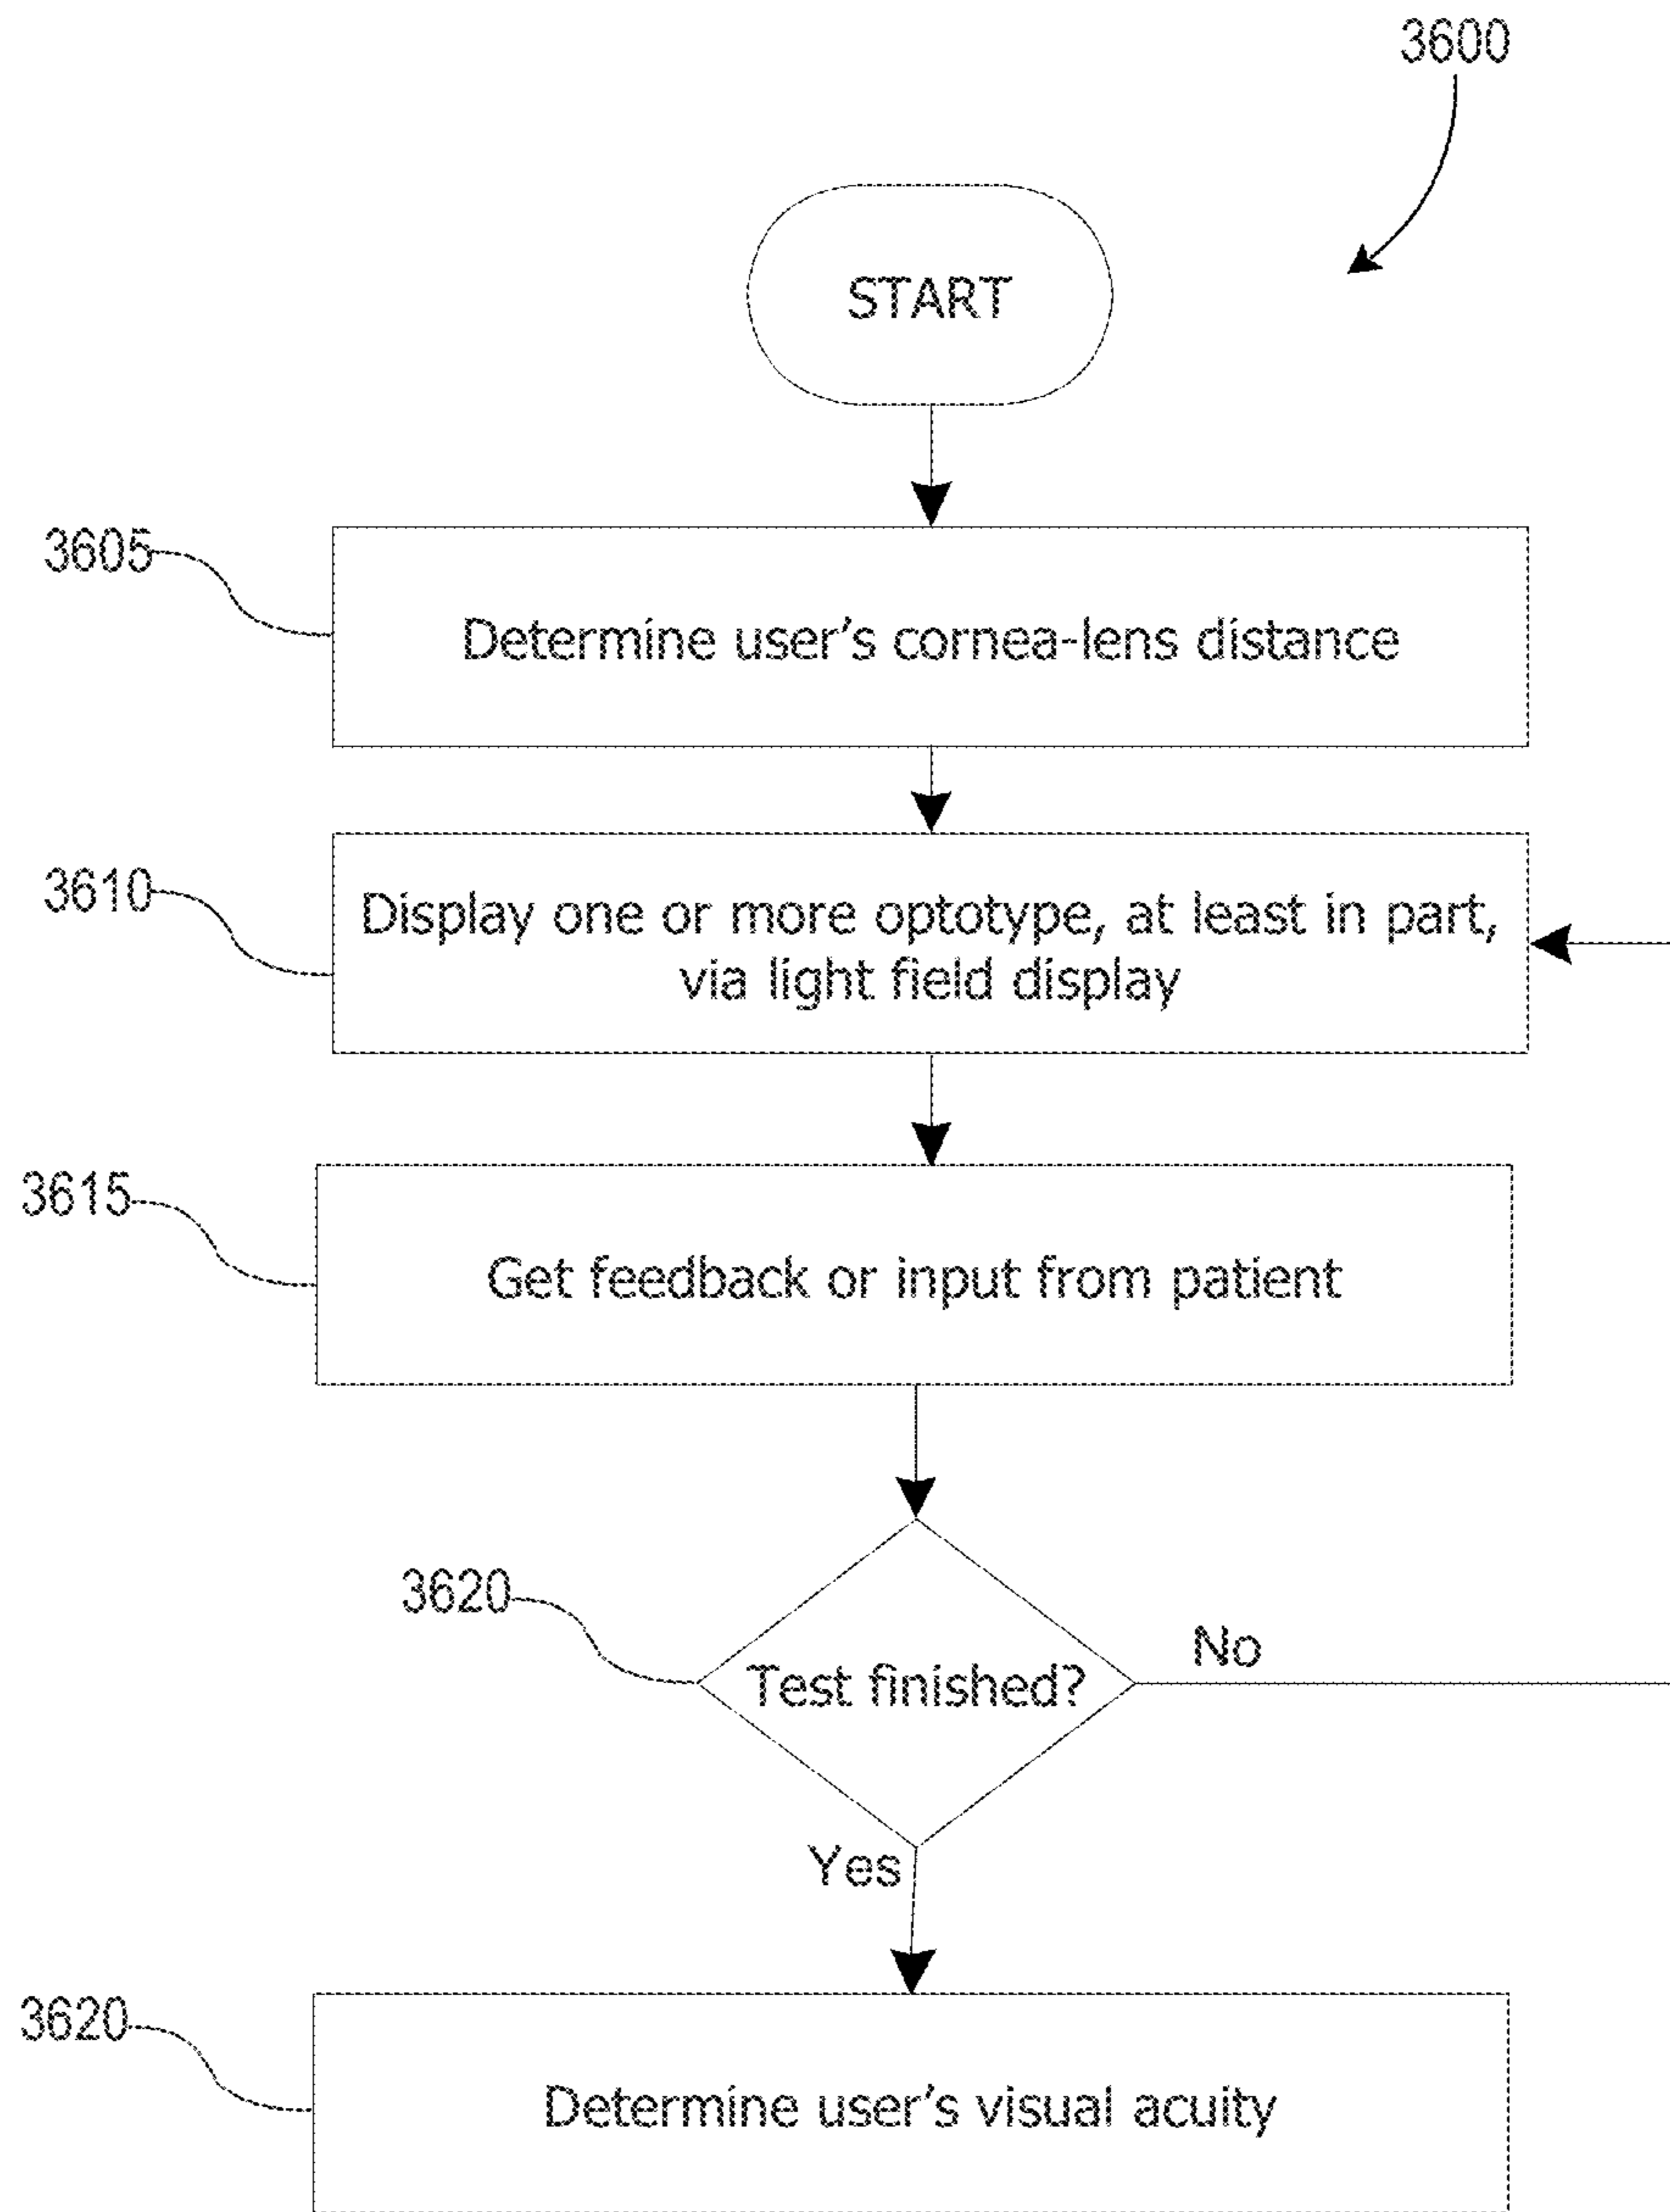 3600
START
3605
Determine user's cornea-lens distance
3610
Display one or more optotype, at least in part,
via light field display
3615
Get feedback or input from patient
3620
Test finished?
No
Yes
3620
Determine user's visual acuity